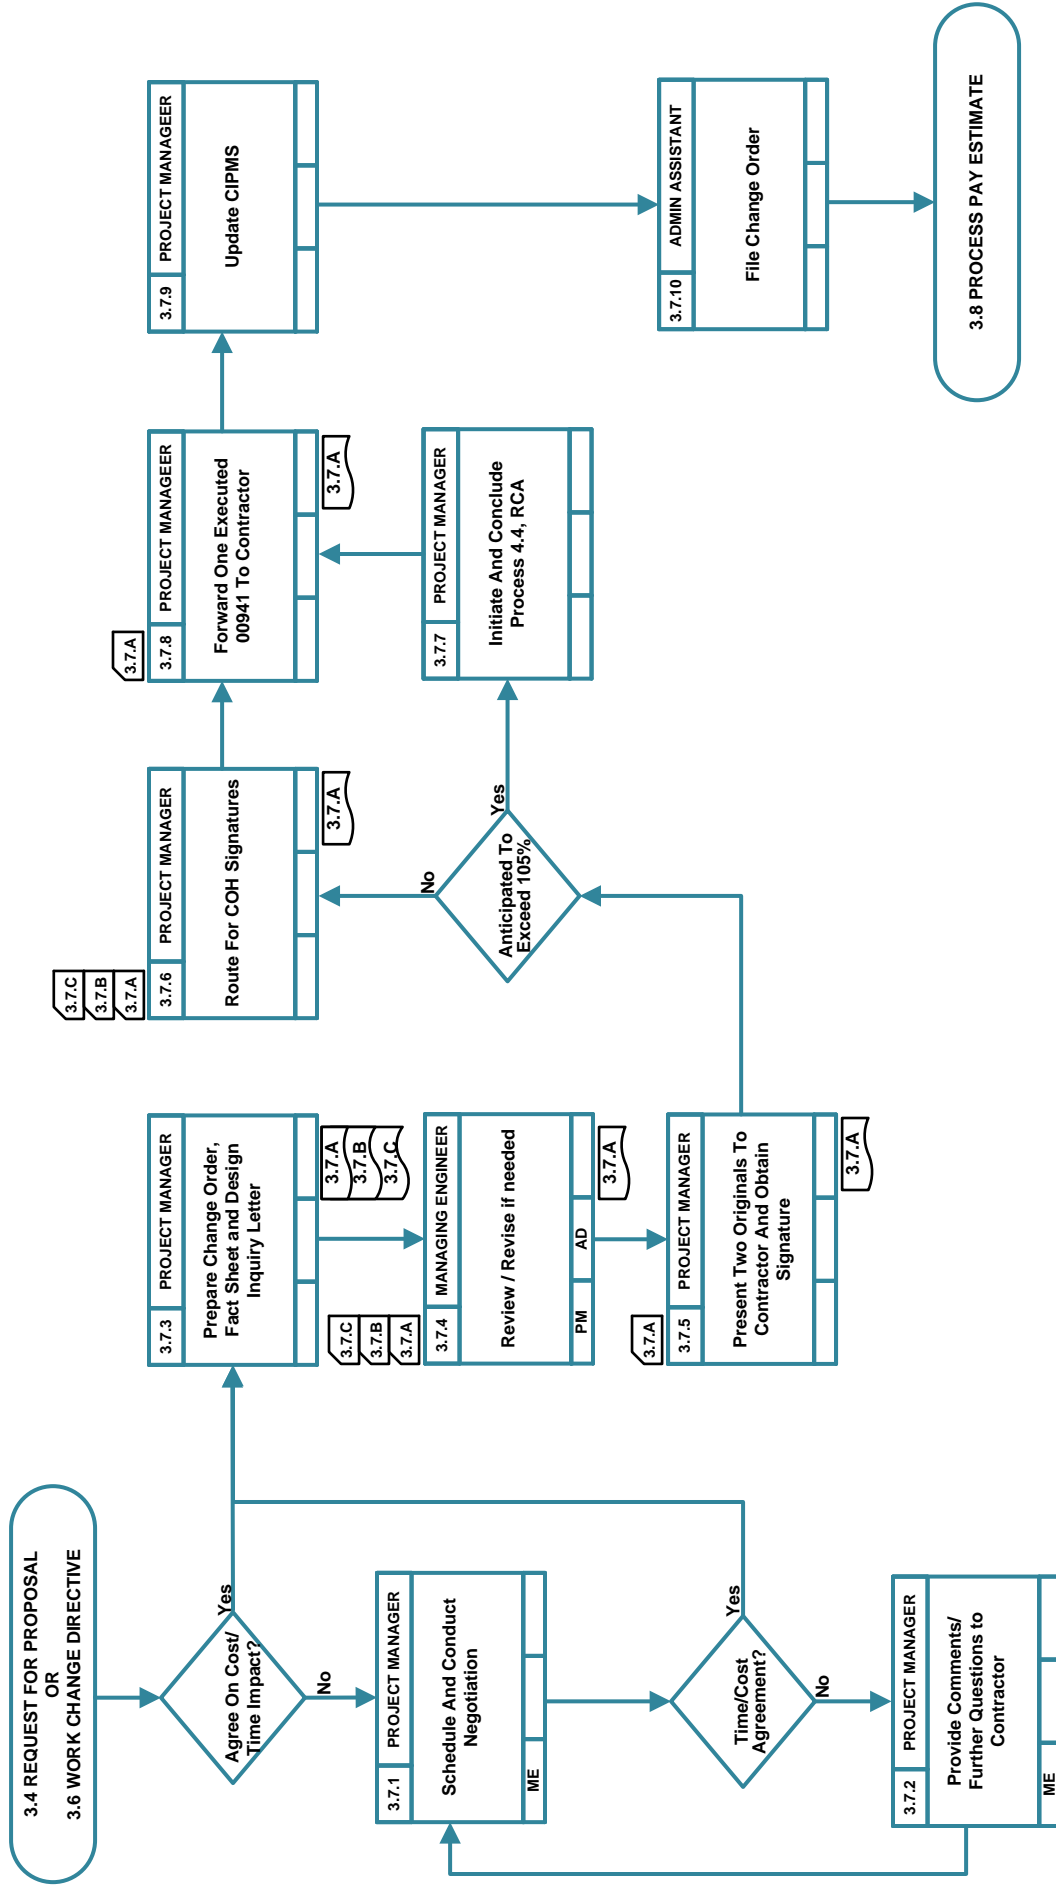 3.4 REQUEST FOR PROPOSAL
OR
3.6 WORK CHANGE DIRECTIVE
Agree On Cost/
Time Impact?
Yes
No
3.7.1
PROJECT MANAGER
Schedule And Conduct
Negotiation
ME
Time/Cost
Agreement?
Yes
No
3.7.2
PROJECT MANAGER
Provide Comments/
Further Questions to
Contractor
ME
3.7.3
PROJECT MANAGER
Prepare Change Order,
Fact Sheet and Design
Inquiry Letter
3.7.A
3.7.B
3.7.C
3.7.C
3.7.B
3.7.A
3.7.4
MANAGING ENGINEER
Review / Revise if needed
PM
AD
3.7.A
3.7.A
3.7.5
PROJECT MANAGER
Present Two Originals To
Contractor And Obtain
Signature
3.7.A
Anticipated To
Exceed 105%
No
Yes
3.7.C
3.7.B
3.7.A
3.7.6
PROJECT MANAGER
Route For COH Signatures
3.7.A
3.7.7
PROJECT MANAGER
Initiate And Conclude
Process 4.4, RCA
3.7.A
3.7.8
PROJECT MANAGEER
Forward One Executed
00941 To Contractor
3.7.A
3.7.9
PROJECT MANAGEER
Update CIPMS
3.7.10
ADMIN ASSISTANT
File Change Order
3.8 PROCESS PAY ESTIMATE